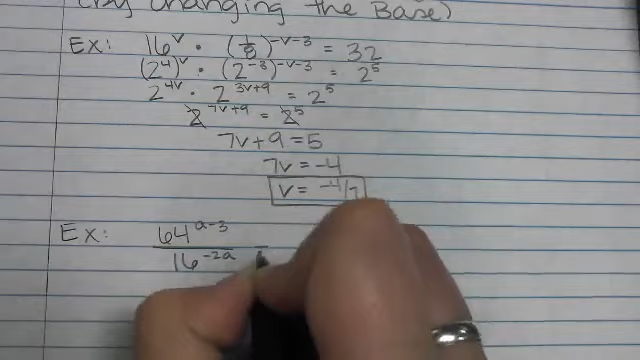 (by changing the Base)
Ex: 16^v · (1/8)^-v-3 = 32
(2^4)^v · (2^-3)^-v-3 = 2^5
2^4v · 2^3v+9 = 2^5
2^7v+9 = 2^5
7v+9=5
7v = -4
v = -4/7
Ex: 64^a-3
16^-2a